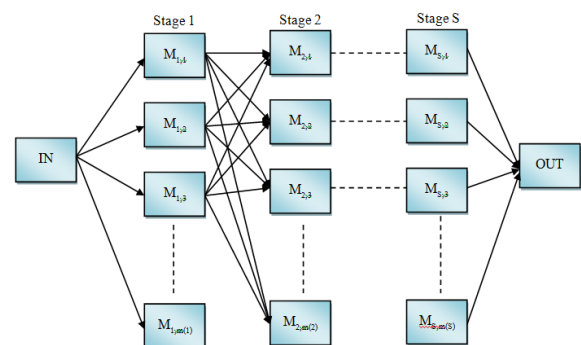 Stage 1 Stage 2 Stage S
M1,1 M2,1 MS,1
M1,2 M2,2 MS,2
IN OUT
M1,3 M2,3 MS,3
M1,m(1) M2,m(2) MS,m(S)